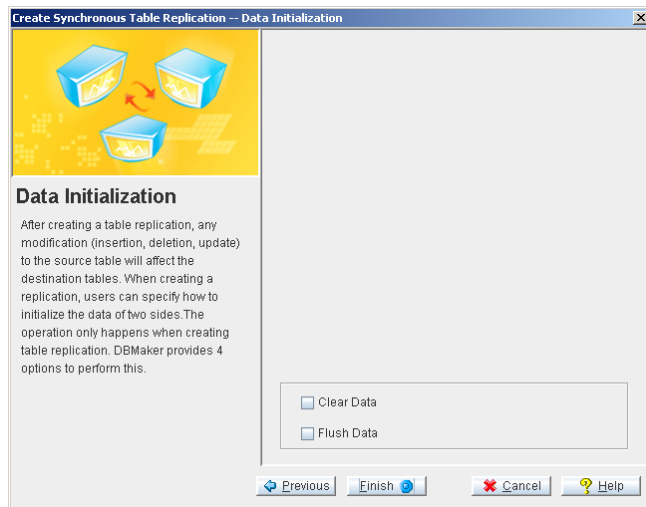 Create Synchronous Table Replication -- Data Initialization
Data Initialization
After creating a table replication, any
modification (insertion, deletion, update)
to the source table will affect the
destination tables. When creating a
replication, users can specify how to
initialize the data of two sides.The
operation only happens when creating
table replication. DBMaker provides 4
options to perform this.
Clear Data
Flush Data
Previous Finish Cancel Help